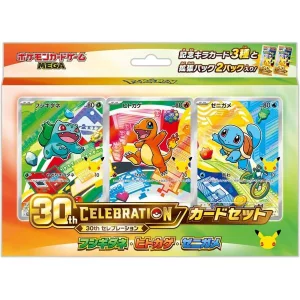 ポケモンカードゲーム
MEGA
記念キラカード3種と
拡張パック2パック入り!
フシギダネ 80
ヒトカゲ 80
ゼニガメ
30th CELEBRATION カードセット
30th セレブレーション
フシギダネ・ヒトカゲ・ゼニガメ